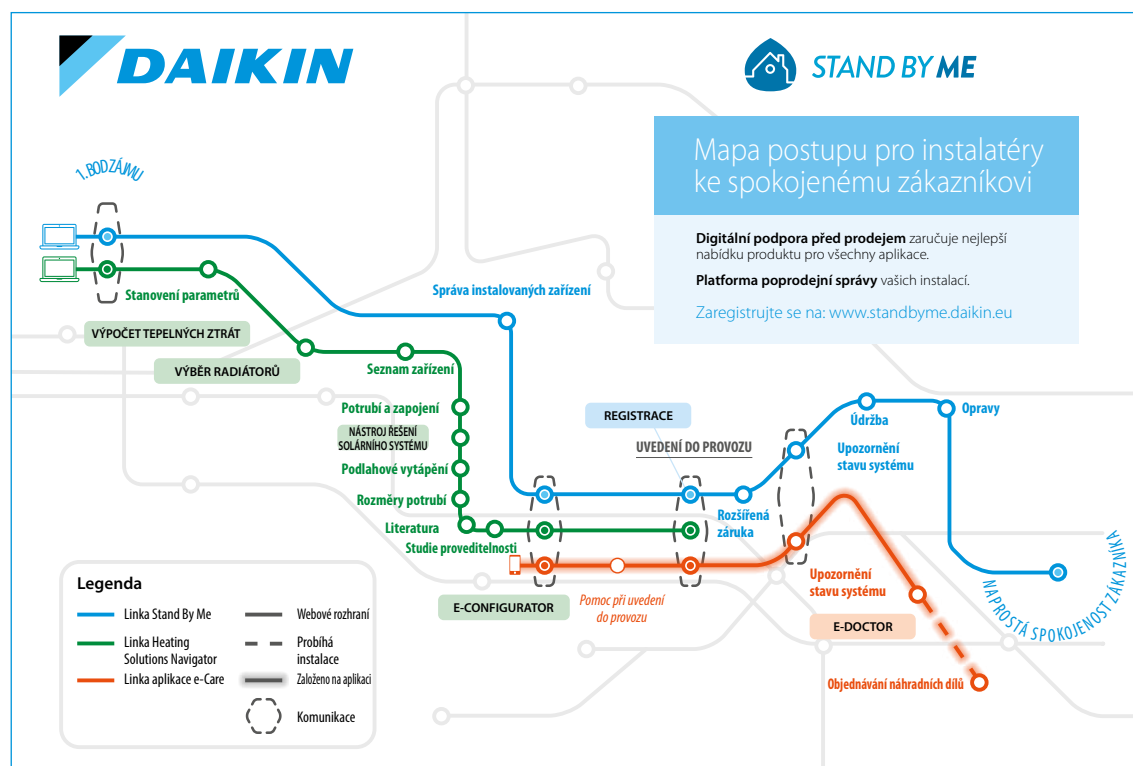 DAIKIN
STAND BY ME
Mapa postupu pro instalatéry
ke spokojenému zákazníkovi
Digitální podpora před prodejem zaručuje nejlepší
nabídku produktu pro všechny aplikace.
Platforma poprodejní správy vašich instalací.
Zaregistrujte se na: www.standbyme.daikin.eu
1. BOD ZÁJMU
Stanovení parametrů
VÝPOČET TEPELNÝCH ZTRÁT
VÝBĚR RADIÁTORŮ
Seznam zařízení
Správa instalovaných zařízení
Potrubí a zapojení
NÁSTROJ ŘEŠENÍ
SOLÁRNÍHO SYSTÉMU
Podlahové vytápění
Rozměry potrubí
Literatura
Studie proveditelnosti
REGISTRACE
UVEDENÍ DO PROVOZU
Rozšířená
záruka
Údržba
Opravy
Upozornění
stavu systému
Upozornění
stavu systému
E-CONFIGURATOR
Pomoc při uvedení
do provozu
E-DOCTOR
Objednávání náhradních dílů
NAPROSTÁ SPOKOJENOST ZÁKAZNÍKA
Legenda
Linka Stand By Me
Linka Heating
Solutions Navigator
Linka aplikace e-Care
Webové rozhraní
Probíhá
instalace
Založeno na aplikaci
Komunikace